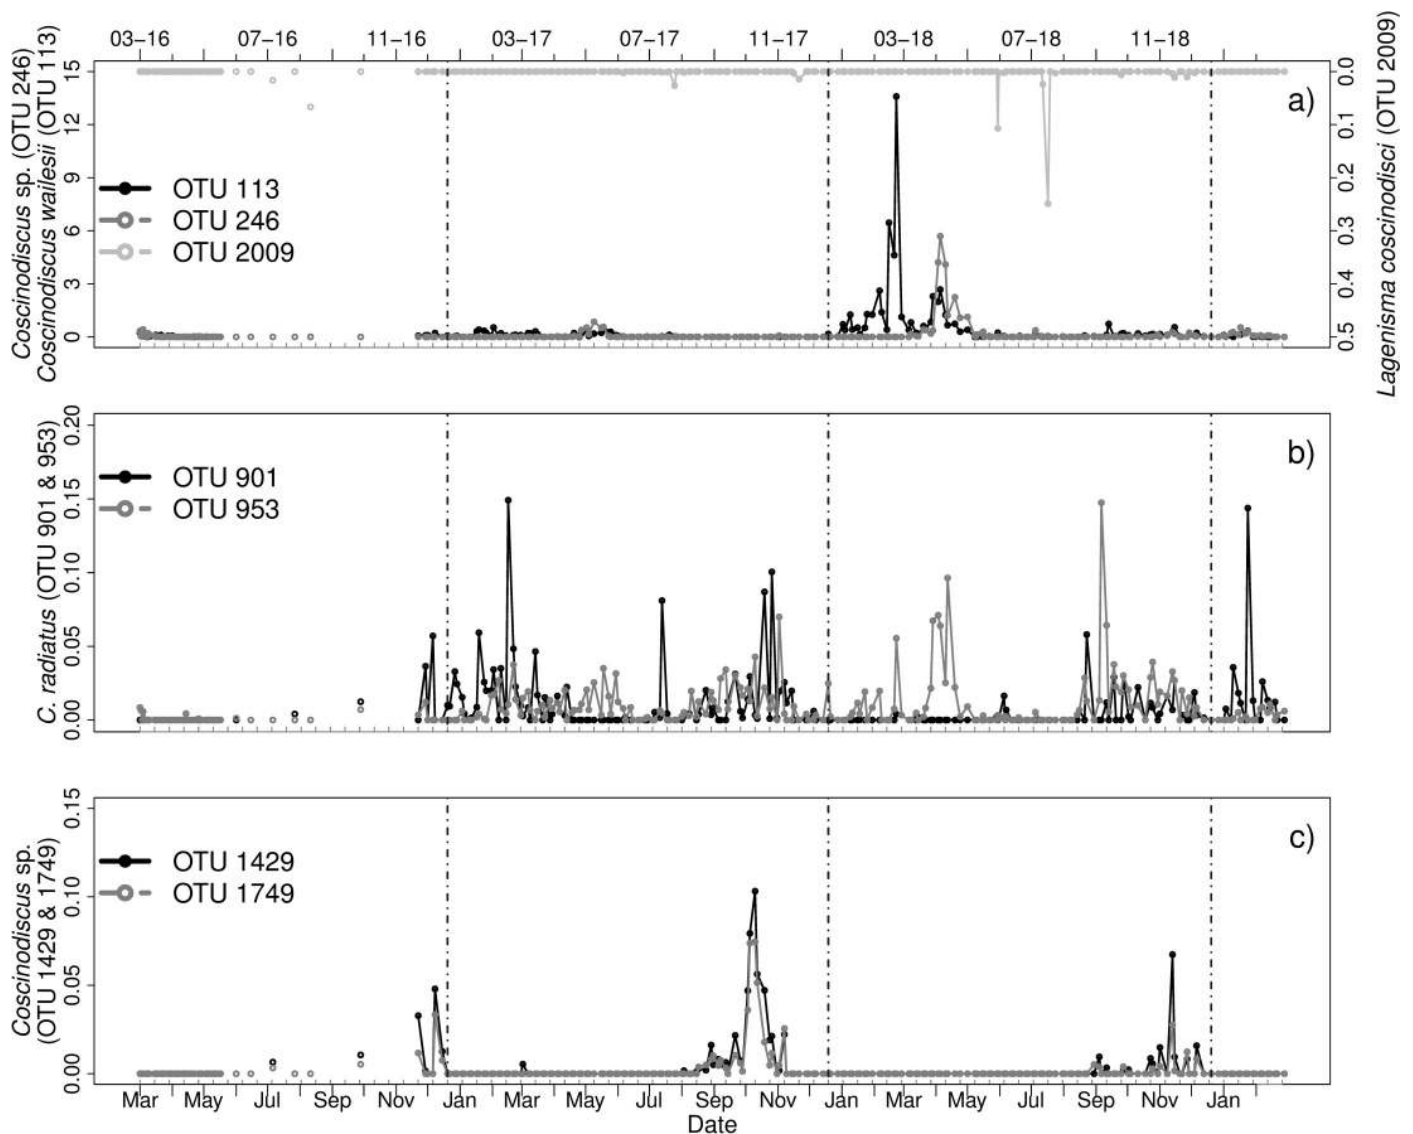 03–16 07–16 11–16 03–17 07–17 11–17 03–18 07–18 11–18
Coscinodiscus sp. (OTU 246)
Coscinodiscus wailesii (OTU 113)
15
12
9
6
3
0
a)
OTU 113
OTU 246
OTU 2009
0.0
0.1
0.2
0.3
0.4
0.5
Lagenisma coscinodisci (OTU 2009)
C. radiatus (OTU 901 & 953)
0.20
0.15
0.10
0.05
0.00
b)
OTU 901
OTU 953
Coscinodiscus sp.
(OTU 1429 & 1749)
0.15
0.10
0.05
0.00
c)
OTU 1429
OTU 1749
Mar May Jul Sep Nov Jan Mar May Jul Sep Nov Jan Mar May Jul Sep Nov Jan
Date